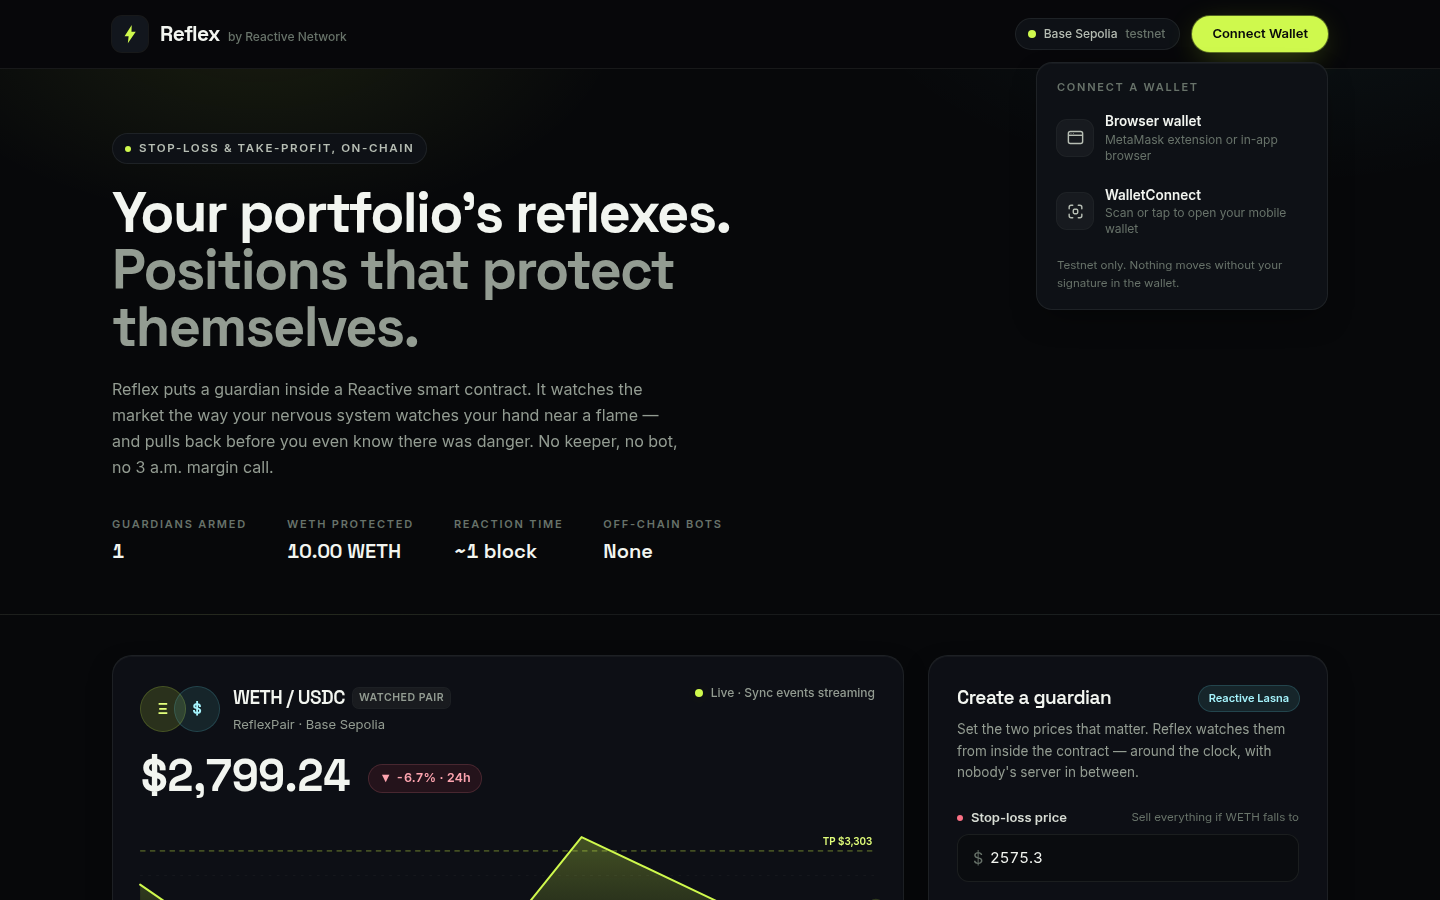 Reflex by Reactive Network
Base Sepolia testnet
Connect Wallet
CONNECT A WALLET
Browser wallet
MetaMask extension or in-app
browser
WalletConnect
Scan or tap to open your mobile
wallet
Testnet only. Nothing moves without your
signature in the wallet.
STOP-LOSS & TAKE-PROFIT, ON-CHAIN
Your portfolio’s reflexes.
Positions that protect
themselves.
Reflex puts a guardian inside a Reactive smart contract. It watches the
market the way your nervous system watches your hand near a flame —
and pulls back before you even know there was danger. No keeper, no bot,
no 3 a.m. margin call.
GUARDIANS ARMED
1
WETH PROTECTED
10.00 WETH
REACTION TIME
~1 block
OFF-CHAIN BOTS
None
Ξ $
WETH / USDC WATCHED PAIR
ReflexPair · Base Sepolia
Live · Sync events streaming
$2,799.24 ▼ -6.7% · 24h
TP $3,303
Create a guardian
Reactive Lasna
Set the two prices that matter. Reflex watches them
from inside the contract — around the clock, with
nobody's server in between.
Stop-loss price Sell everything if WETH falls to
$ 2575.3